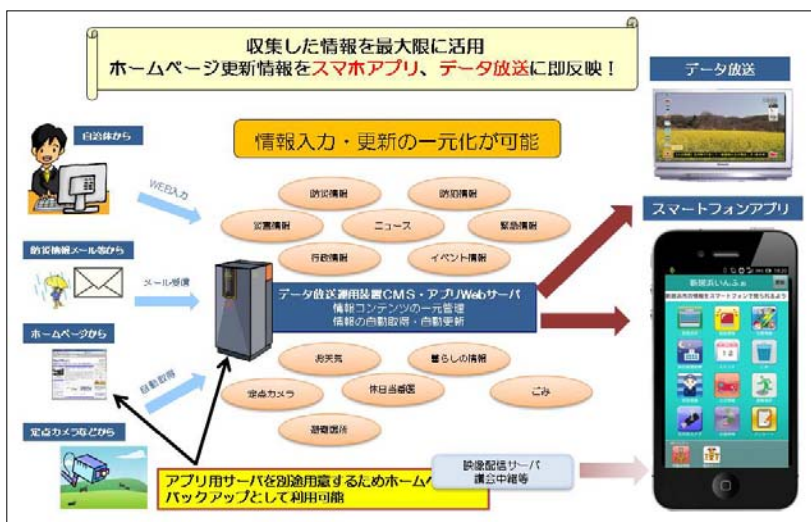 収集した情報を最大限に活用
ホームページ更新情報をスマホアプリ、データ放送に即反映！
データ放送
自治体から
情報入力・更新の一元化が可能
WEB入力
防災情報
防犯情報
災害情報
ニュース
緊急情報
行政情報
イベント情報
スマートフォンアプリ
防災情報メール等から
メール受信
データ放送運用装置CMS・アプリWebサーバ
情報コンテンツの一元管理
情報の自動取得・自動更新
ホームページから
自動取得
お天気
暮らしの情報
定点カメラ
休日当番医
ごみ
避難場所
定点カメラなどから
アプリ用サーバを別途用意するためホームペ
バックアップとして利用可能
映像配信サーバ
議会中継等